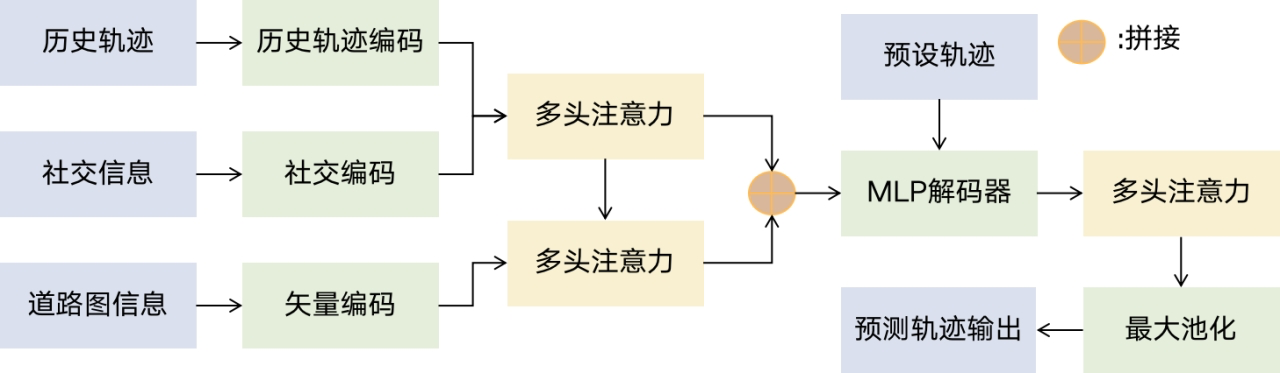 历史轨迹
历史轨迹编码
社交信息
社交编码
道路图信息
矢量编码
多头注意力
多头注意力
预设轨迹
:拼接
MLP解码器
多头注意力
预测轨迹输出
最大池化